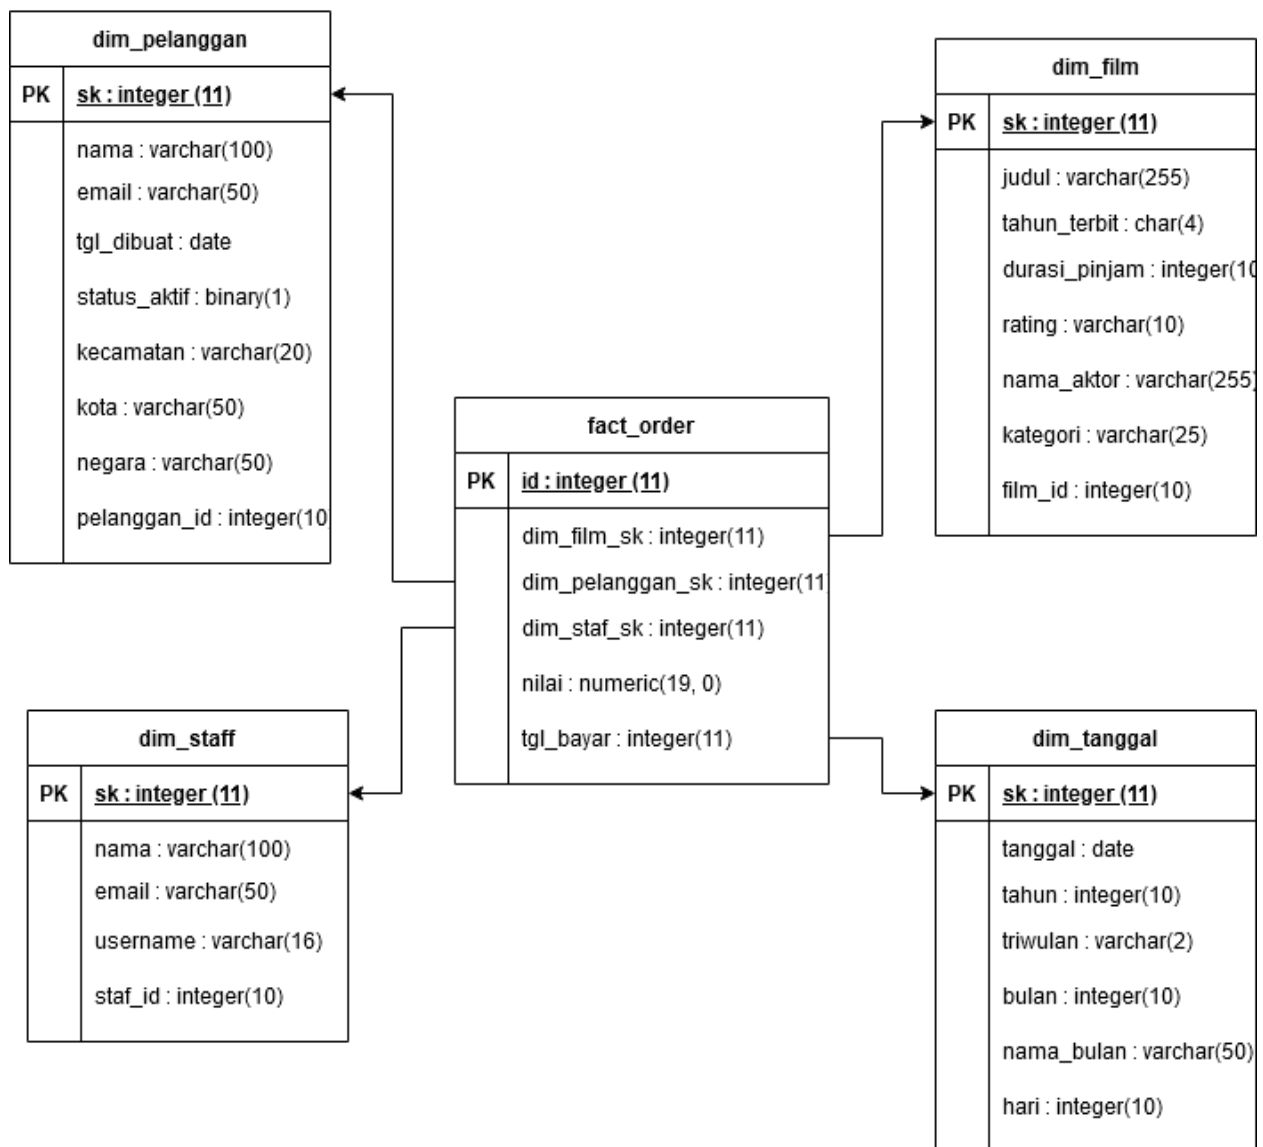 dim_pelanggan
PK sk : integer (11)
nama : varchar(100)
email : varchar(50)
tgl_dibuat : date
status_aktif : binary(1)
kecamatan : varchar(20)
kota : varchar(50)
negara : varchar(50)
pelanggan_id : integer(10
dim_film
PK sk : integer (11)
judul : varchar(255)
tahun_terbit : char(4)
durasi_pinjam : integer(10
rating : varchar(10)
nama_aktor : varchar(255)
kategori : varchar(25)
film_id : integer(10)
fact_order
PK id : integer (11)
dim_film_sk : integer(11)
dim_pelanggan_sk : integer(11)
dim_staf_sk : integer(11)
nilai : numeric(19, 0)
tgl_bayar : integer(11)
dim_staff
PK sk : integer (11)
nama : varchar(100)
email : varchar(50)
username : varchar(16)
staf_id : integer(10)
dim_tanggal
PK sk : integer (11)
tanggal : date
tahun : integer(10)
triwulan : varchar(2)
bulan : integer(10)
nama_bulan : varchar(50)
hari : integer(10)